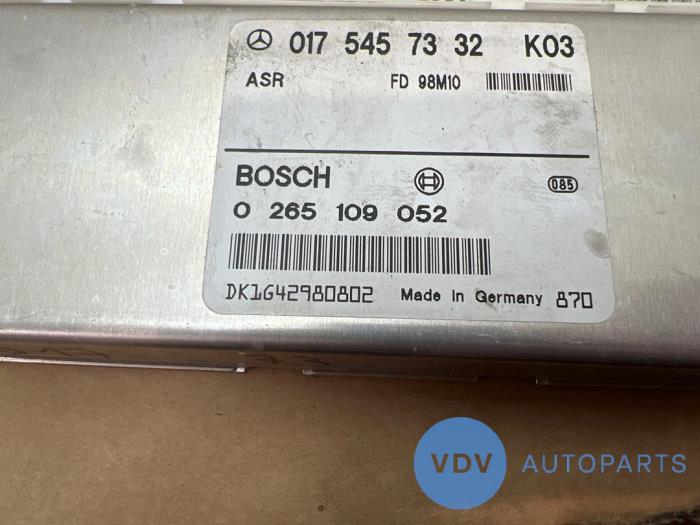 017 545 73 32 K03
ASR FD 98M10
BOSCH 085
0 265 109 052
DK1G42980802 Made in Germany 870
VDV AUTOPARTS